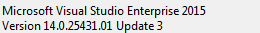 Microsoft Visual Studio Enterprise 2015
Version 14.0.25431.01 Update 3